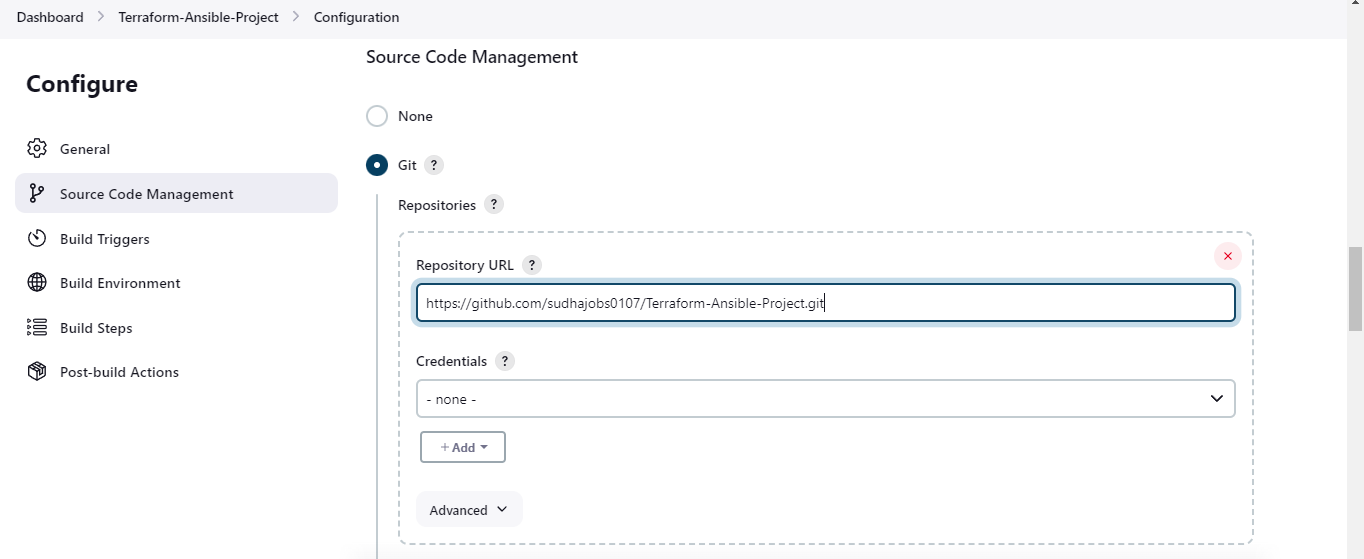 Dashboard > Terraform-Ansible-Project > Configuration
Configure
General
Source Code Management
Build Triggers
Build Environment
Build Steps
Post-build Actions
Source Code Management
None
Git ?
Repositories ?
Repository URL ?
https://github.com/sudhajobs0107/Terraform-Ansible-Project.git
Credentials ?
- none -
+ Add
Advanced